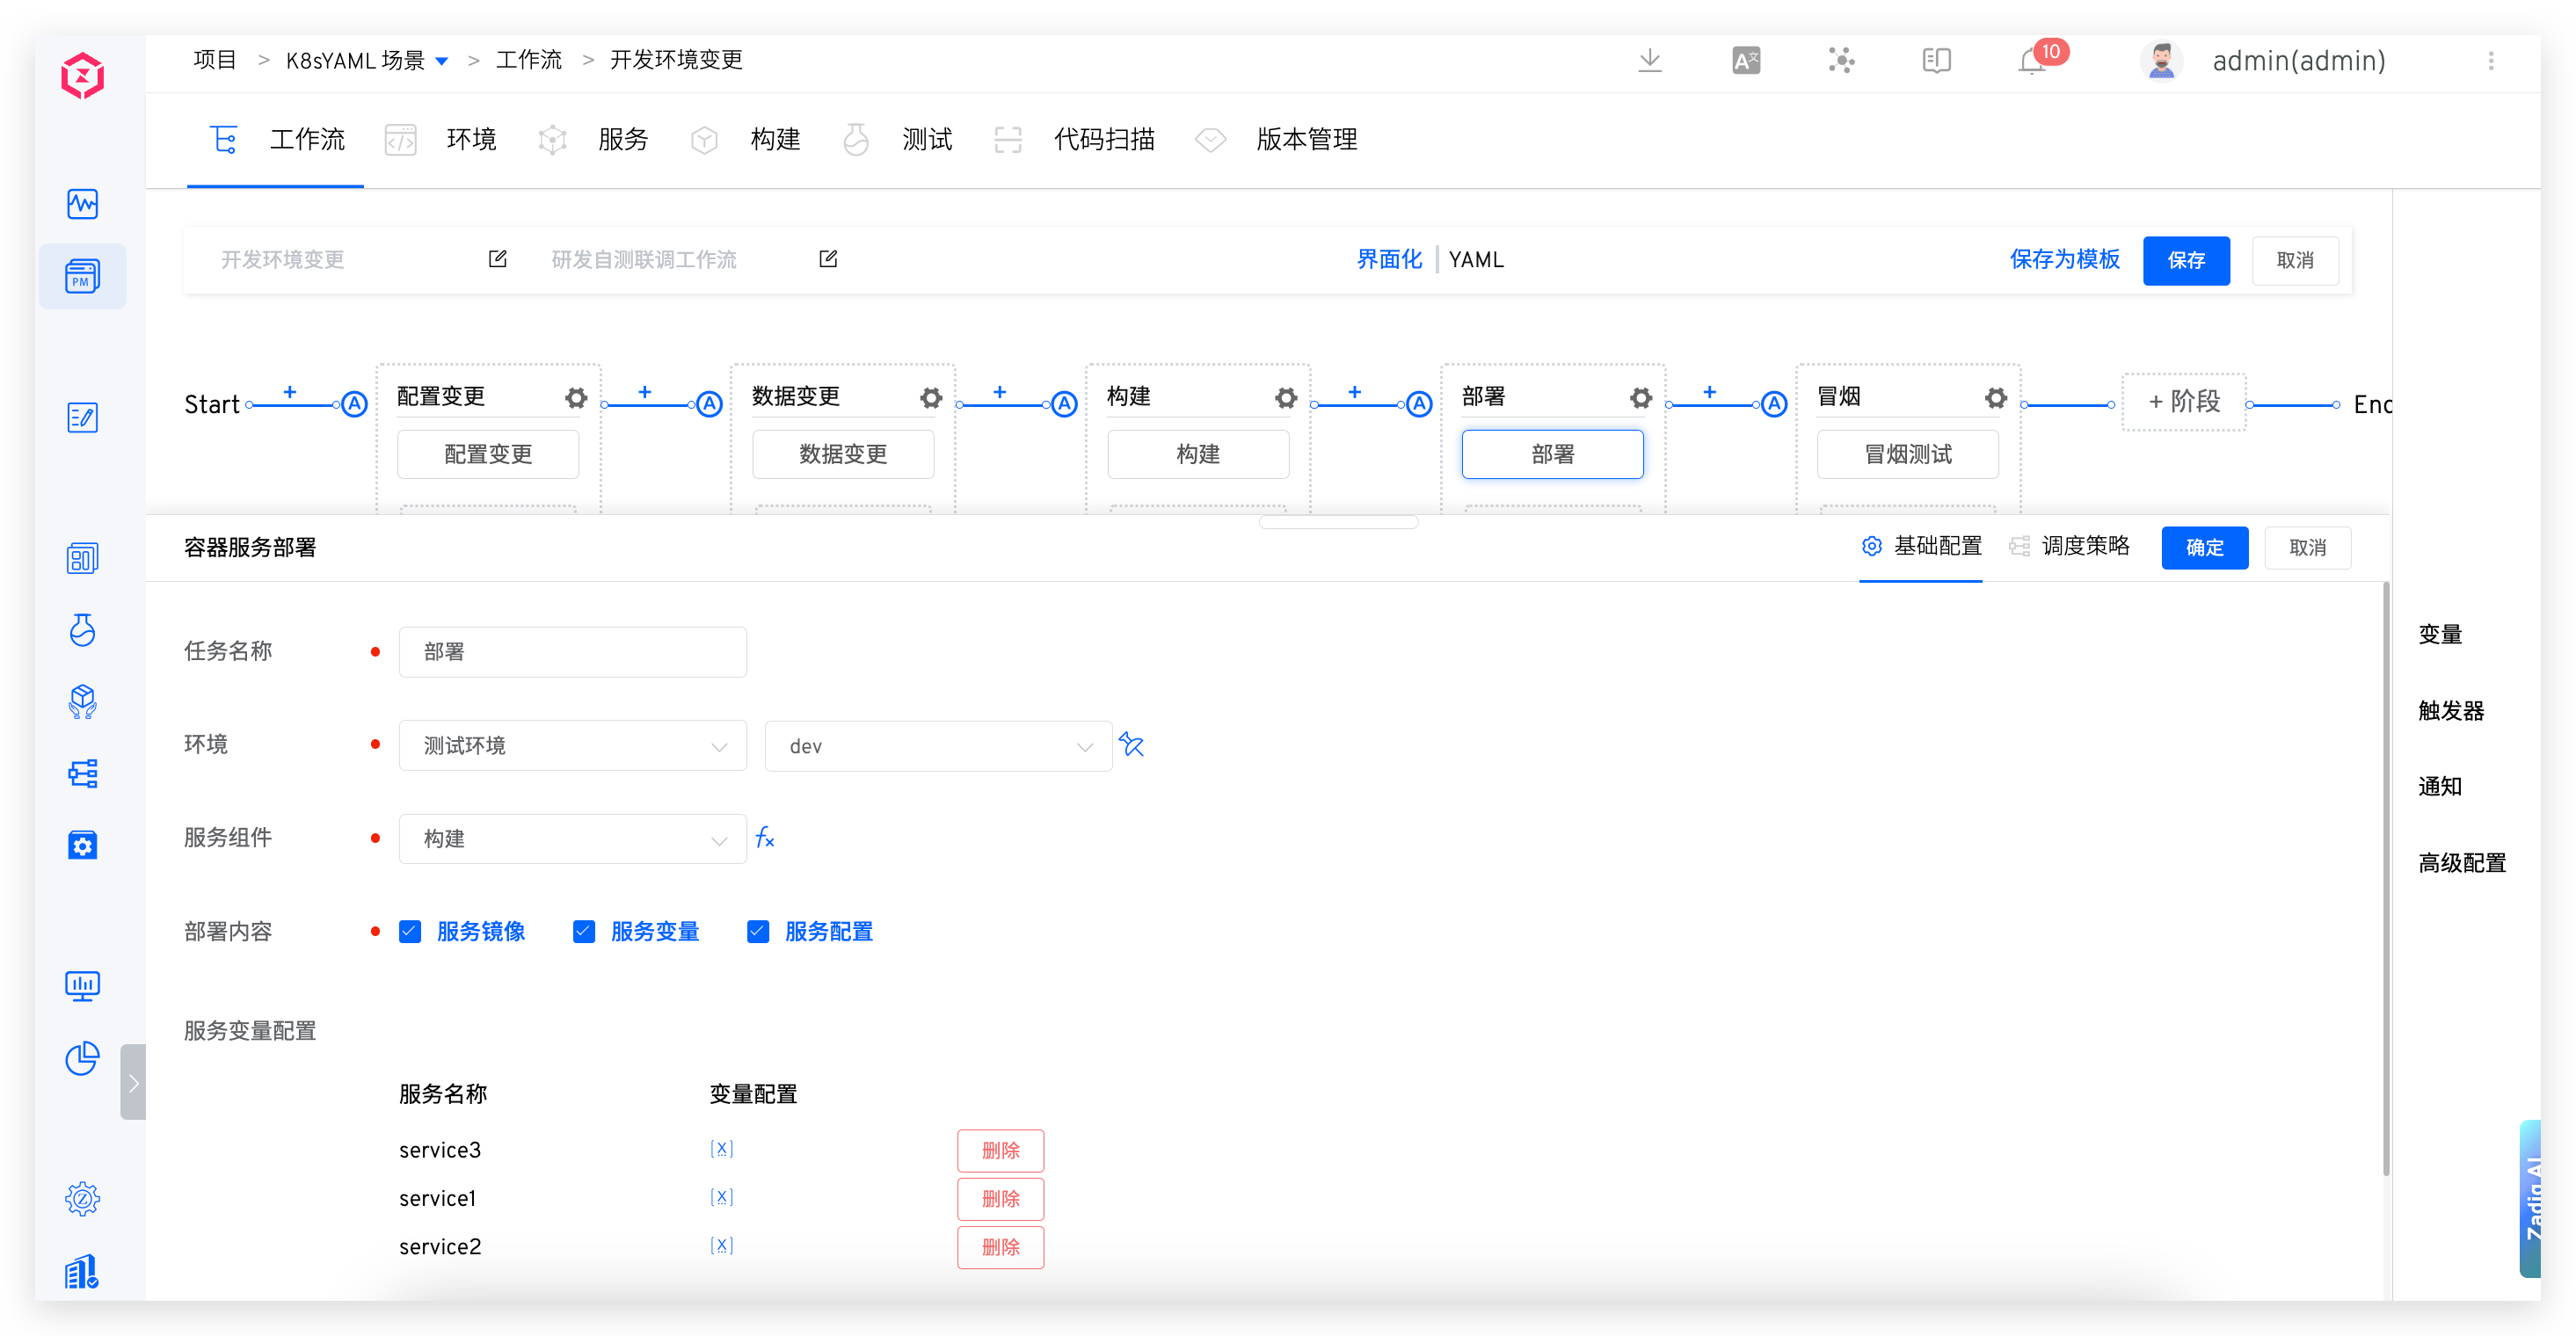 项目 > K8sYAML 场景 > 工作流 > 开发环境变更
A文
10
admin(admin)
工作流 环境 服务 构建 测试 代码扫描 版本管理
PM
开发环境变更 研发自测联调工作流 界面化 YAML 保存为模板 保存 取消
Start + A 配置变更 + A 数据变更 + A 构建 + A 部署 + A 冒烟 + 阶段 End
配置变更 数据变更 构建 部署 冒烟测试
容器服务部署 基础配置 调度策略 确定 取消
任务名称 部署
环境 测试环境 dev
服务组件 构建 fx
部署内容 服务镜像 服务变量 服务配置
服务变量配置
服务名称 变量配置
service3 [x] 删除
service1 [x] 删除
service2 [x] 删除
变量
触发器
通知
高级配置
Zadig AI